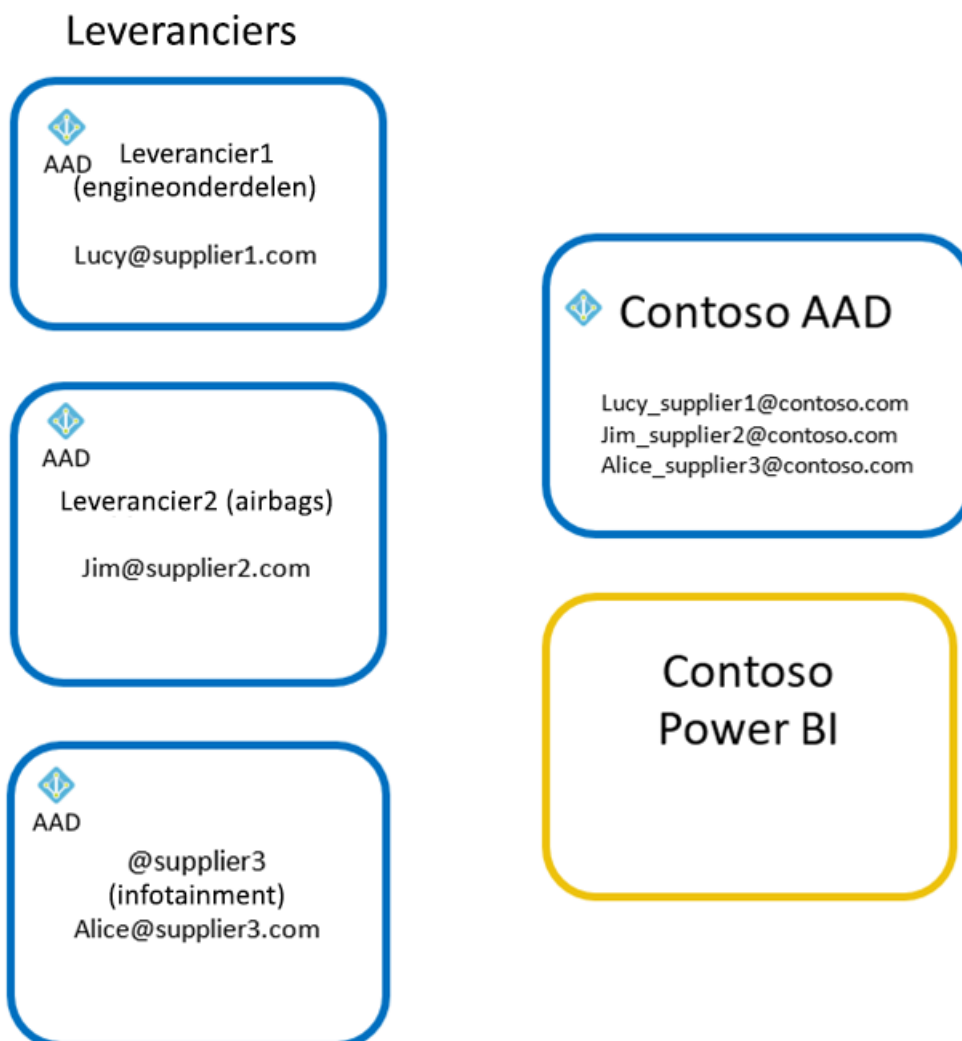 Leveranciers
AAD
Leverancier1
(engineonderdelen)
Lucy@supplier1.com
AAD
Leverancier2 (airbags)
Jim@supplier2.com
AAD
@supplier3
(infotainment)
Alice@supplier3.com
Contoso AAD
Lucy_supplier1@contoso.com
Jim_supplier2@contoso.com
Alice_supplier3@contoso.com
Contoso
Power BI